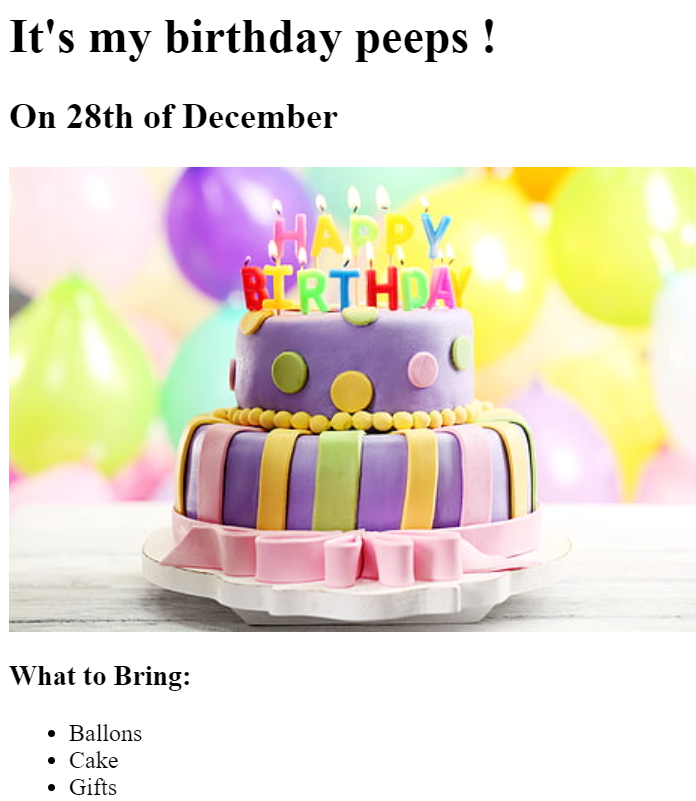 It's my birthday peeps !
On 28th of December
HAPPY
BIRTHDAY
What to Bring:
Ballons
Cake
Gifts